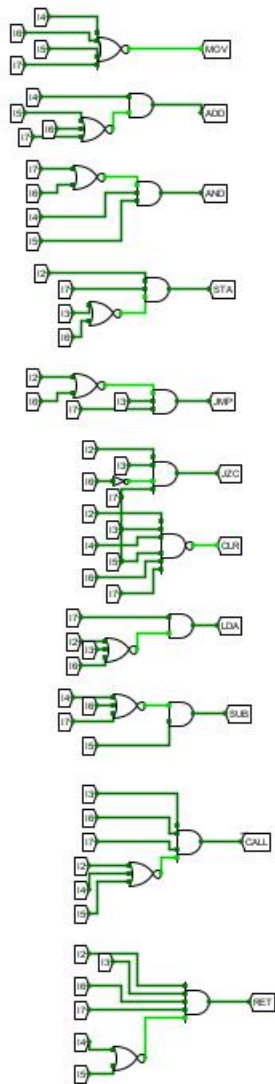 I4
I6
I5
I7
MOV
I4
I5
I6
I7
ADD
I7
I6
I4
I5
AND
I2
I7
I3
I6
STA
I2
I6
I3
I7
JMP
I2
I3
I6
I7
JZC
I2
I3
I4
I5
I6
I7
CLR
I7
I2
I3
I6
LDA
I4
I6
I7
I5
SUB
I3
I6
I7
I2
I4
I5
CALL
I2
I3
I6
I7
I4
I5
RET